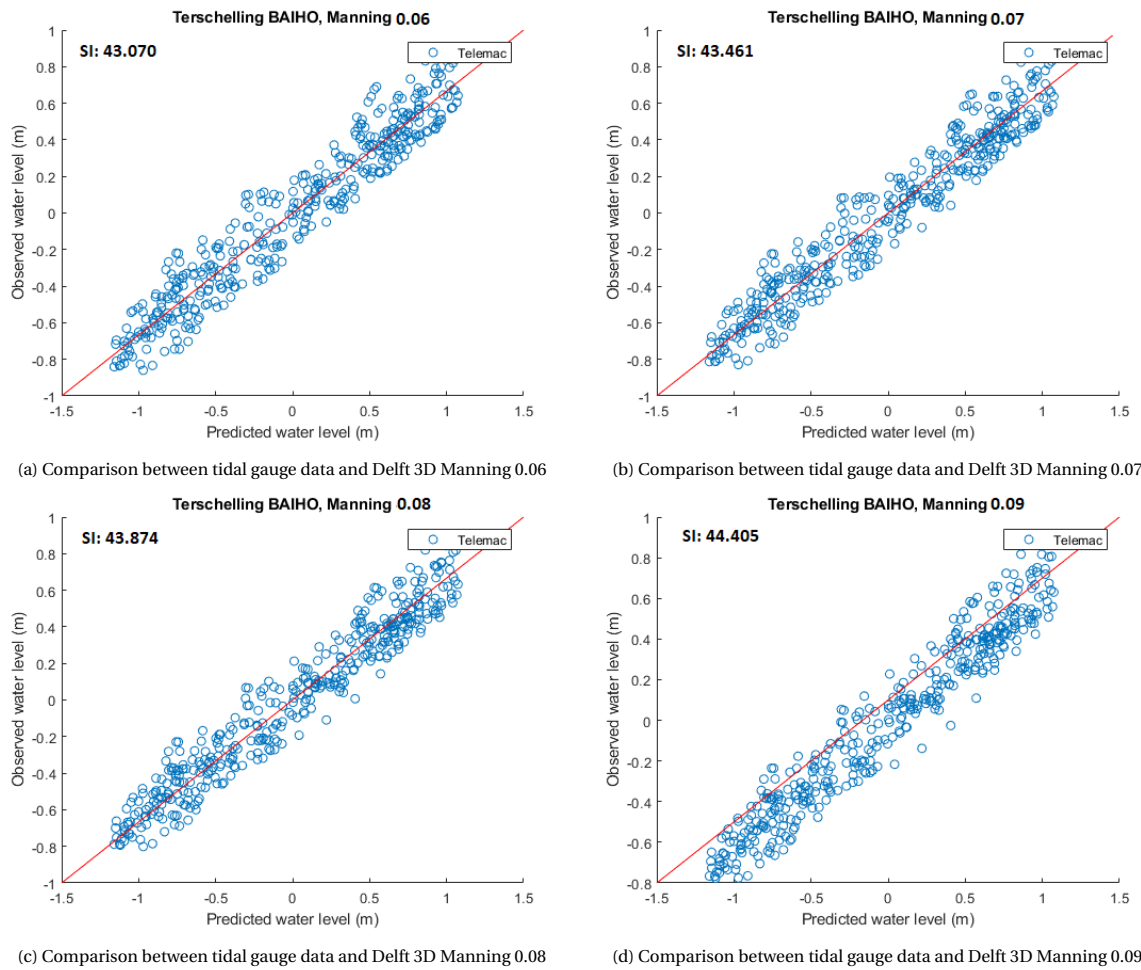 Terschelling BAIHO, Manning 0.06
SI: 43.070
Telemac
Observed water level (m)
1
0.8
0.6
0.4
0.2
0
-0.2
-0.4
-0.6
-0.8
-1
-1.5
-1
-0.5
0
0.5
1
1.5
Predicted water level (m)
(a) Comparison between tidal gauge data and Delft 3D Manning 0.06
Terschelling BAIHO, Manning 0.07
SI: 43.461
Telemac
Observed water level (m)
1
0.8
0.6
0.4
0.2
0
-0.2
-0.4
-0.6
-0.8
-1
-1.5
-1
-0.5
0
0.5
1
1.5
Predicted water level (m)
(b) Comparison between tidal gauge data and Delft 3D Manning 0.07
Terschelling BAIHO, Manning 0.08
SI: 43.874
Telemac
Observed water level (m)
1
0.8
0.6
0.4
0.2
0
-0.2
-0.4
-0.6
-0.8
-1
-1.5
-1
-0.5
0
0.5
1
1.5
Predicted water level (m)
(c) Comparison between tidal gauge data and Delft 3D Manning 0.08
Terschelling BAIHO, Manning 0.09
SI: 44.405
Telemac
Observed water level (m)
1
0.8
0.6
0.4
0.2
0
-0.2
-0.4
-0.6
-0.8
-1.5
-1
-0.5
0
0.5
1
1.5
Predicted water level (m)
(d) Comparison between tidal gauge data and Delft 3D Manning 0.09